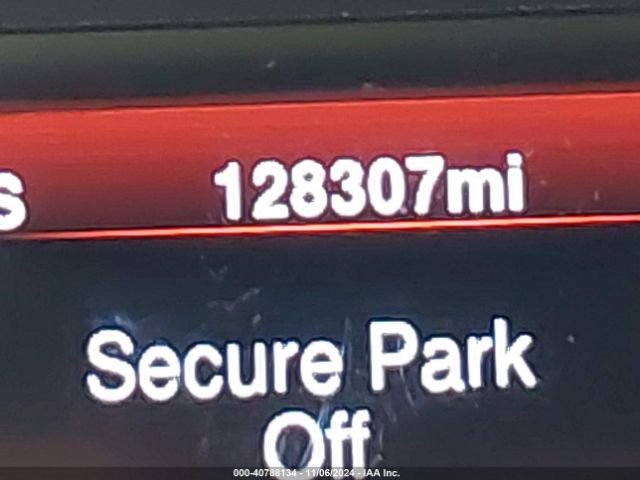 S 128307mi
Secure Park
Off
000-40788134 - 11/06/2024 - IAA Inc.